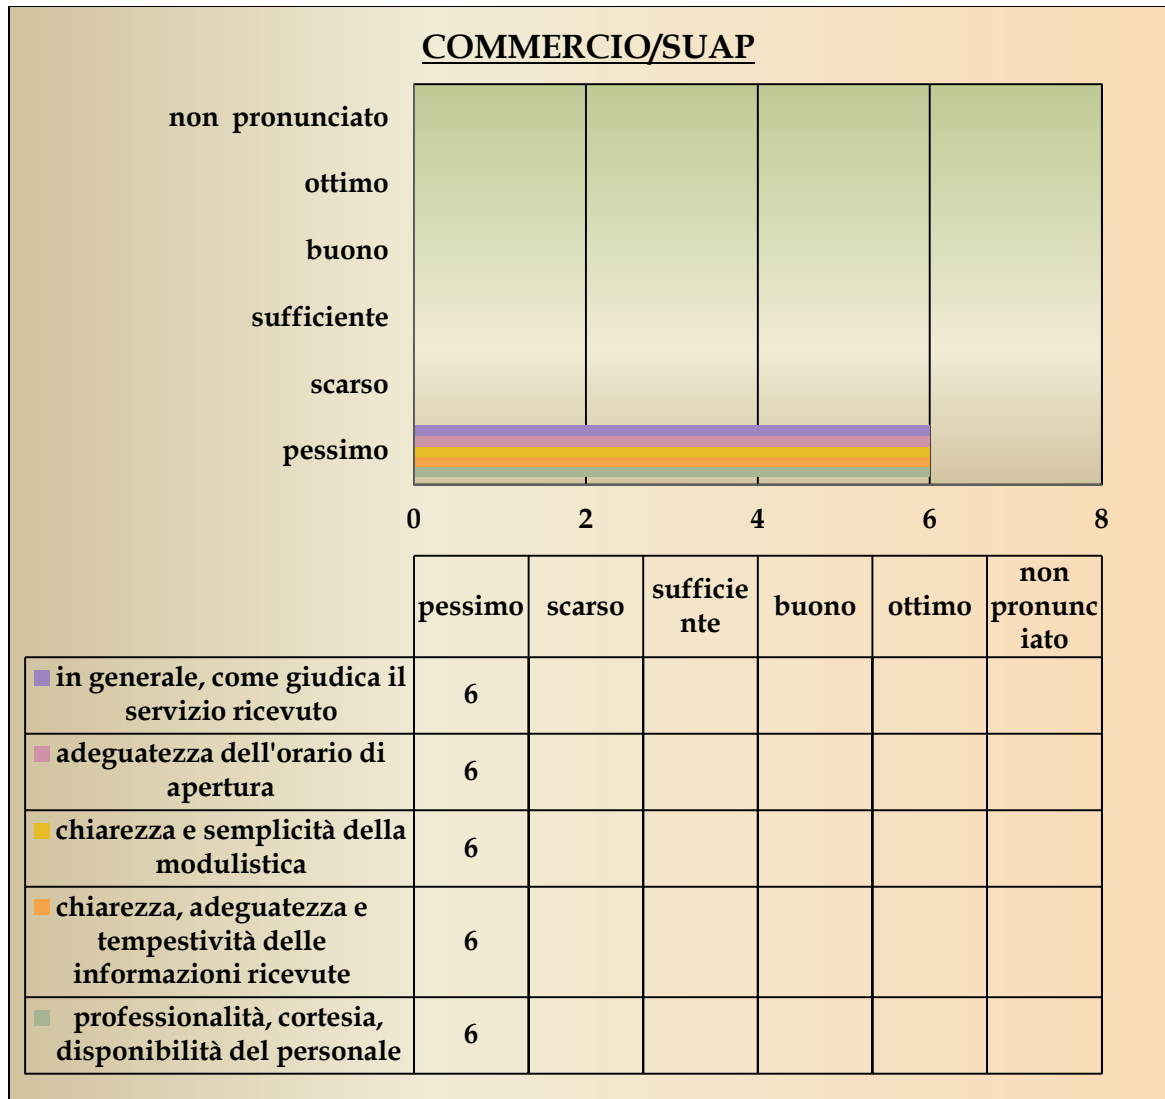 COMMERCIO/SUAP
non pronunciato
ottimo
buono
sufficiente
scarso
pessimo
0 2 4 6 8
pessimo scarso sufficie buono ottimo non
nte pronunc
iato
in generale, come giudica il
servizio ricevuto
6
adeguatezza dell'orario di
apertura
6
chiarezza e semplicità della
modulistica
6
chiarezza, adeguatezza e
tempestività delle
informazioni ricevute
6
professionalità, cortesia,
disponibilità del personale
6